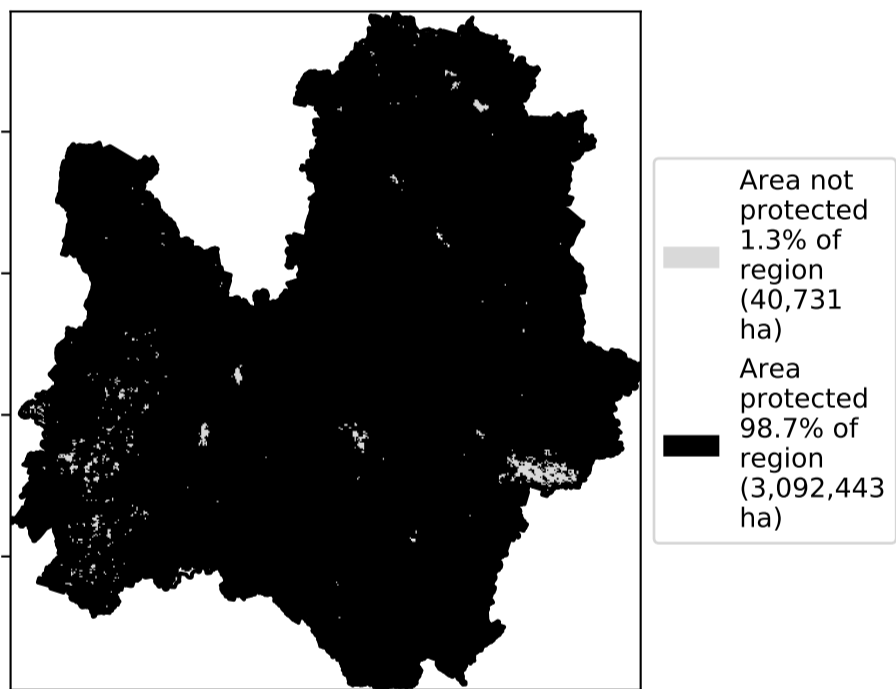 Area not
protected
1.3% of
region
(40,731
ha)
Area
protected
98.7% of
region
(3,092,443
ha)